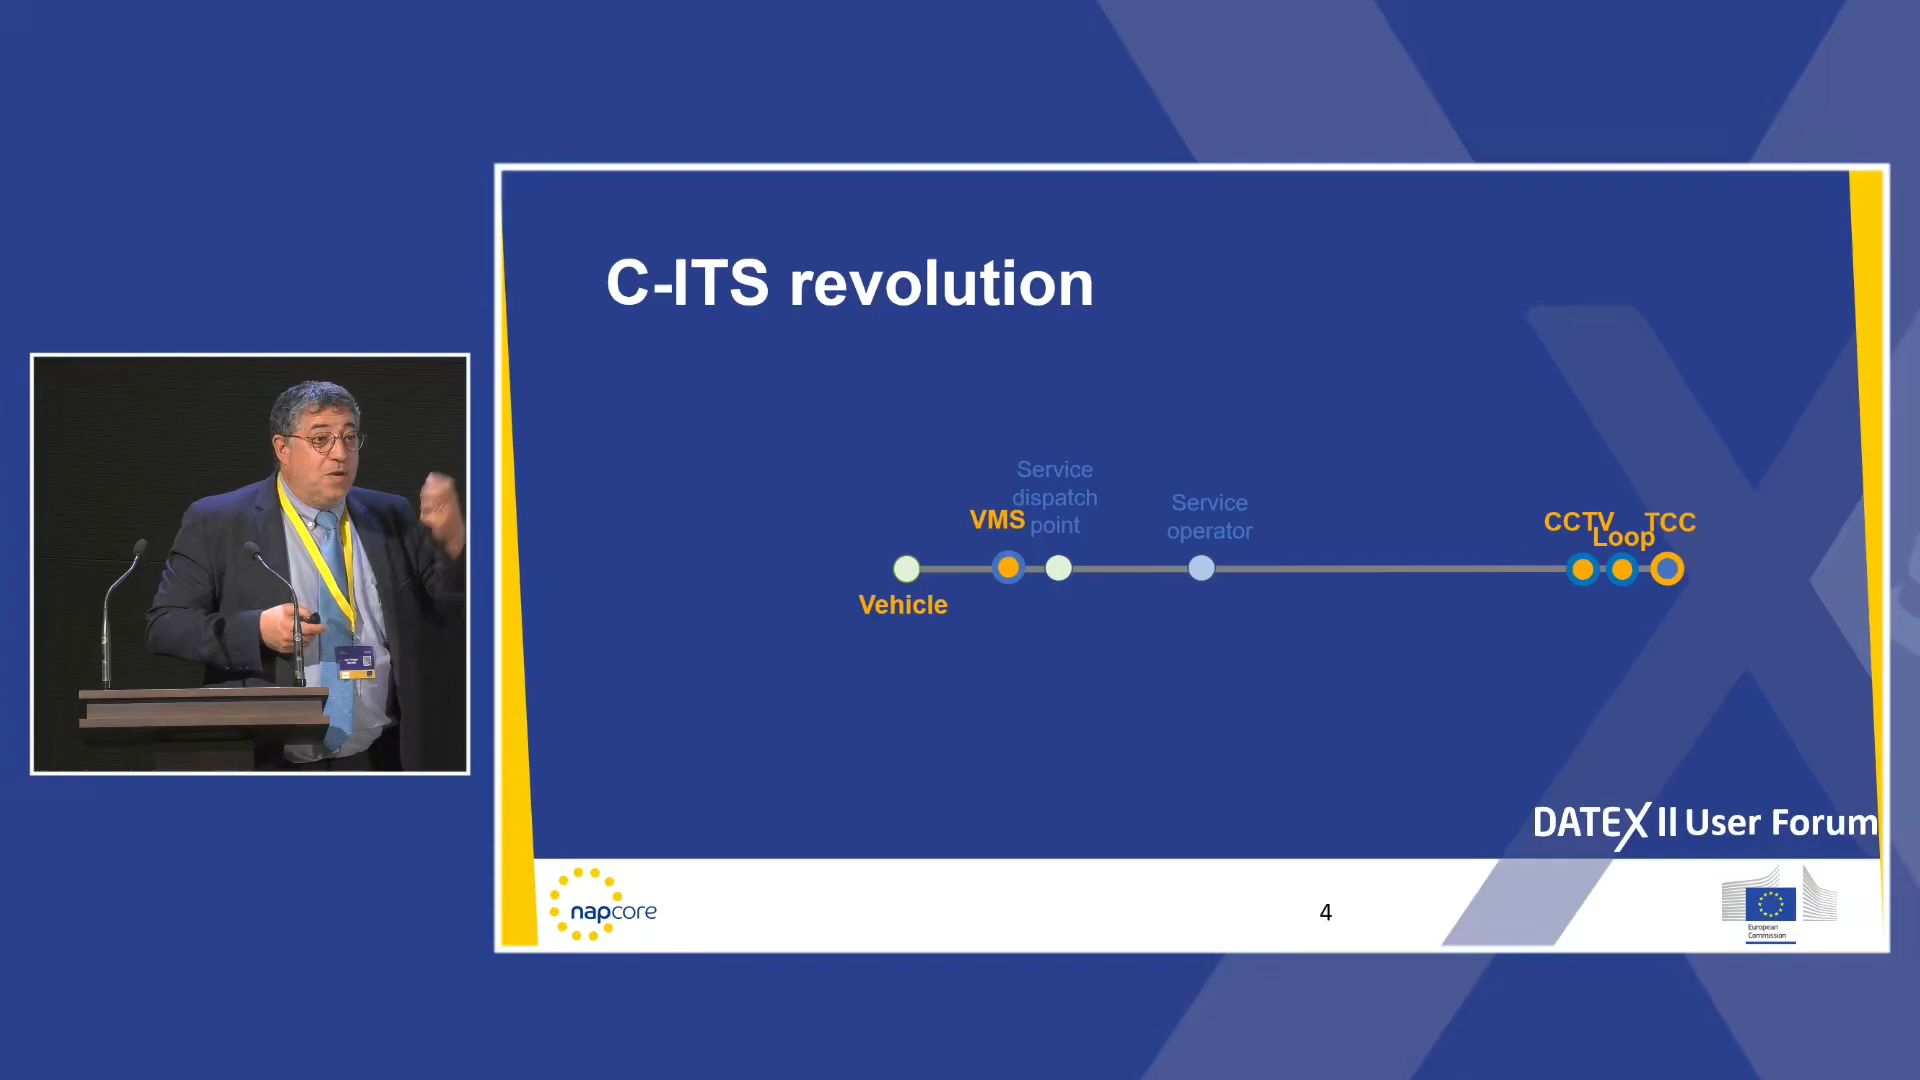 C-ITS revolution
Service
dispatch
point
VMS
Service
operator
CCTV
Loop
TCC
Vehicle
DATEX II User Forum
napcore
4
European
Commission